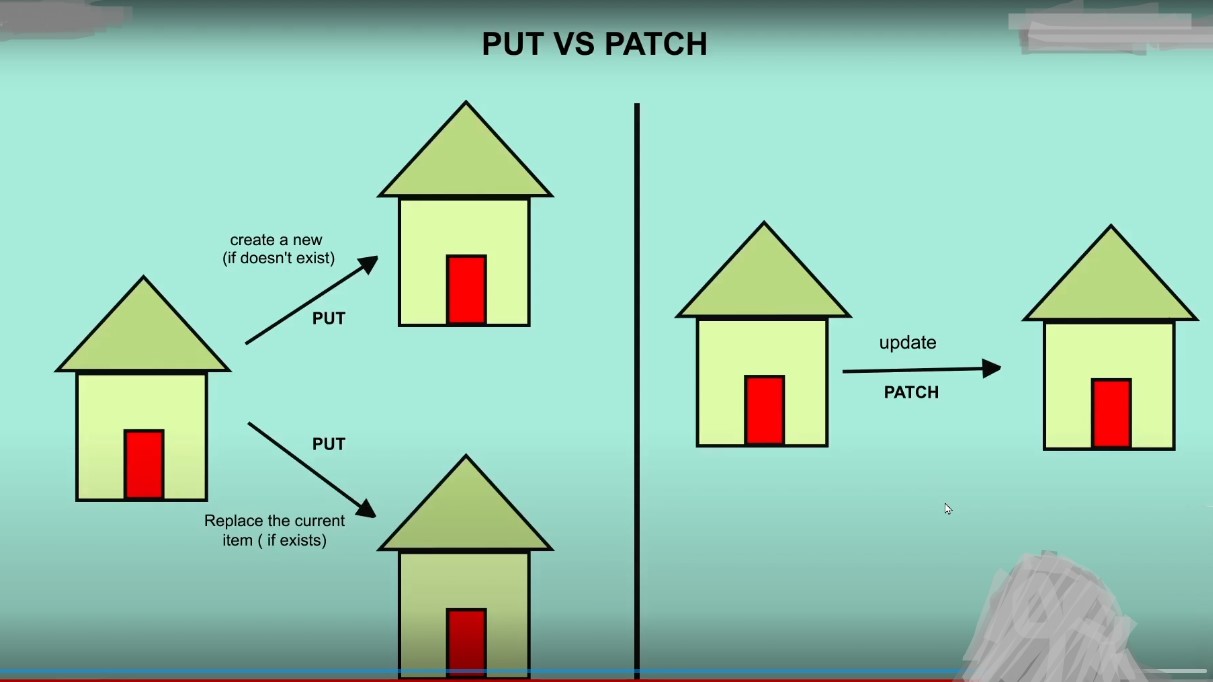 PUT VS PATCH
create a new
(if doesn't exist)
PUT
PUT
Replace the current
item ( if exists)
update
PATCH